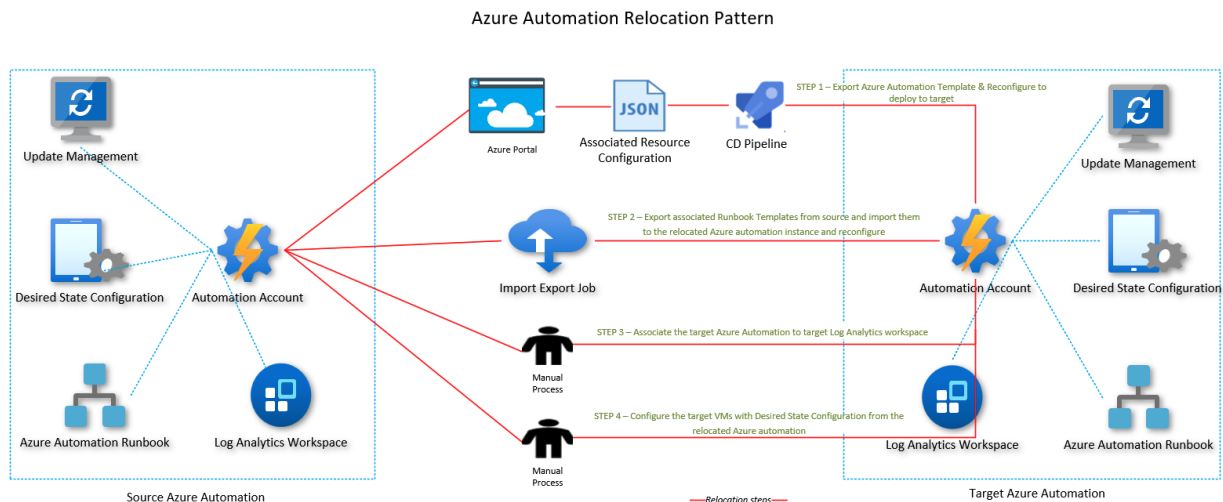 Azure Automation Relocation Pattern
Update Management
Desired State Configuration
Automation Account
Azure Automation Runbook
Log Analytics Workspace
Source Azure Automation
Azure Portal
JSON
Associated Resource
Configuration
CD Pipeline
STEP 1 – Export Azure Automation Template & Reconfigure to
deploy to target
Import Export Job
STEP 2 – Export associated Runbook Templates from source and import them
to the relocated Azure automation instance and reconfigure
Manual
Process
STEP 3 – Associate the target Azure Automation to target Log Analytics workspace
Manual
Process
STEP 4 – Configure the target VMs with Desired State Configuration from the
relocated Azure automation
Relocation steps
Update Management
Automation Account
Desired State Configuration
Log Analytics Workspace
Azure Automation Runbook
Target Azure Automation